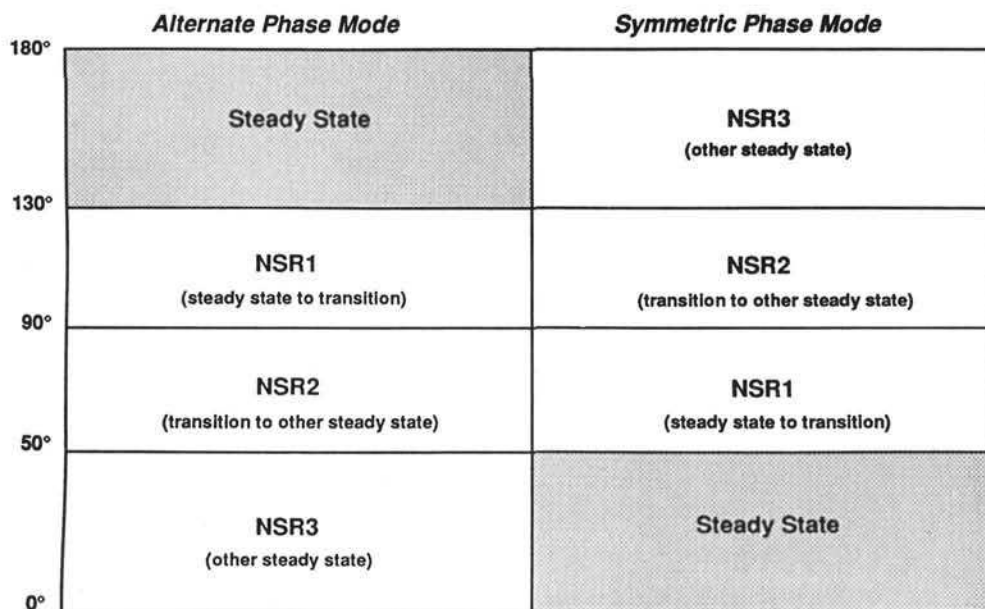 Alternate Phase Mode
Symmetric Phase Mode
180°
Steady State
NSR3
(other steady state)
130°
NSR1
(steady state to transition)
NSR2
(transition to other steady state)
90°
NSR2
(transition to other steady state)
NSR1
(steady state to transition)
50°
NSR3
(other steady state)
Steady State
0°